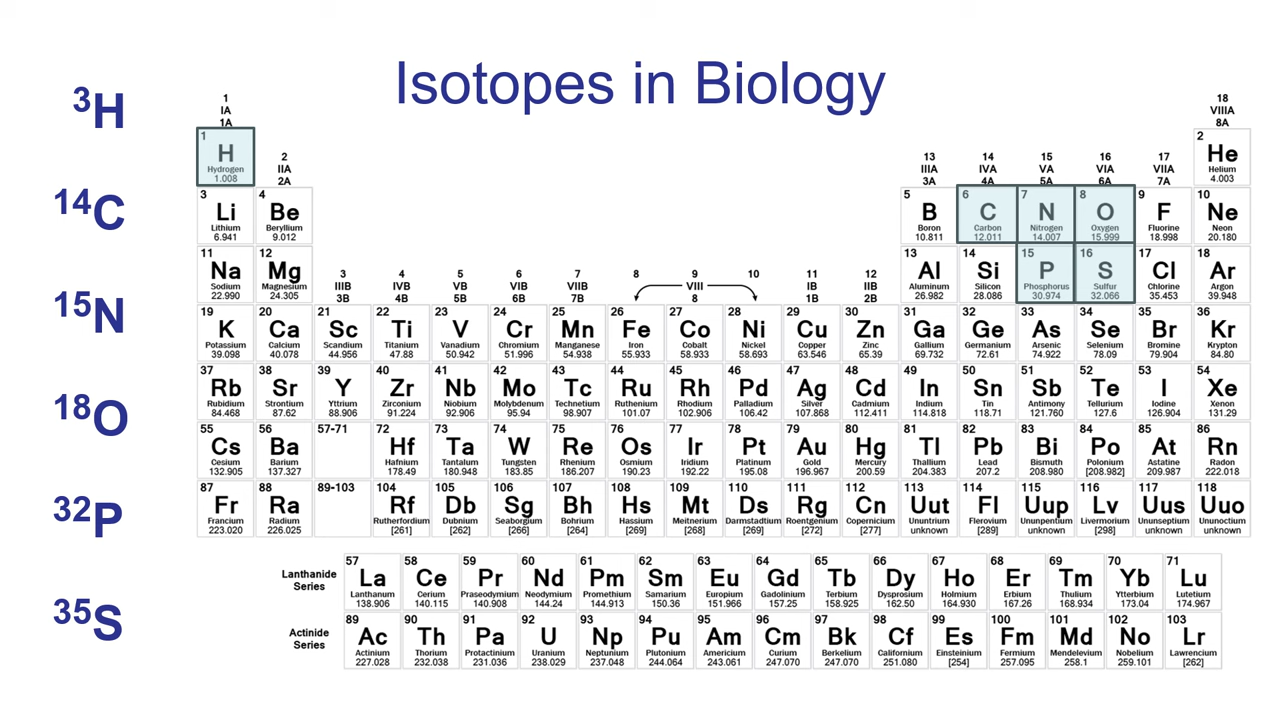 Isotopes in Biology
³H
¹⁴C
¹⁵N
¹⁸O
³²P
³⁵S
1 18
IA VIIIA
1A 8A
1 2
H He
Hydrogen Helium
1.008 4.003
2 13 14 15 16 17
IIA IIIA IVA VA VIA VIIA
2A 3A 4A 5A 6A 7A
3 4 5 6 7 8 9 10
Li Be B C N O F Ne
Lithium Beryllium Boron Carbon Nitrogen Oxygen Fluorine Neon
6.941 9.012 10.811 12.011 14.007 15.999 18.998 20.180
11 12 13 14 15 16 17 18
Na Mg Al Si P S Cl Ar
Sodium Magnesium Aluminum Silicon Phosphorus Sulfur Chlorine Argon
22.990 24.305 26.982 28.086 30.974 32.066 35.453 39.948
3 4 5 6 7 8 9 10 11 12
IIIB IVB VB VIB VIIB VIII IB IIB
3B 4B 5B 6B 7B 8 1B 2B
19 20 21 22 23 24 25 26 27 28 29 30 31 32 33 34 35 36
K Ca Sc Ti V Cr Mn Fe Co Ni Cu Zn Ga Ge As Se Br Kr
Potassium Calcium Scandium Titanium Vanadium Chromium Manganese Iron Cobalt Nickel Copper Zinc Gallium Germanium Arsenic Selenium Bromine Krypton
39.098 40.078 44.956 47.88 50.942 51.996 54.938 55.933 58.933 58.693 63.546 65.39 69.732 72.61 74.922 78.09 79.904 84.80
37 38 39 40 41 42 43 44 45 46 47 48 49 50 51 52 53 54
Rb Sr Y Zr Nb Mo Tc Ru Rh Pd Ag Cd In Sn Sb Te I Xe
Rubidium Strontium Yttrium Zirconium Niobium Molybdenum Technetium Ruthenium Rhodium Palladium Silver Cadmium Indium Tin Antimony Tellurium Iodine Xenon
84.468 87.62 88.906 91.224 92.906 95.94 98.907 101.07 102.906 106.42 107.868 112.411 114.818 118.71 121.760 127.6 126.904 131.29
55 56 57-71 72 73 74 75 76 77 78 79 80 81 82 83 84 85 86
Cs Ba Hf Ta W Re Os Ir Pt Au Hg Tl Pb Bi Po At Rn
Cesium Barium Hafnium Tantalum Tungsten Rhenium Osmium Iridium Platinum Gold Mercury Thallium Lead Bismuth Polonium Astatine Radon
132.905 137.327 178.49 180.948 183.85 186.207 190.23 192.22 195.08 196.967 200.59 204.383 207.2 208.980 [208.982] 209.987 222.018
87 88 89-103 104 105 106 107 108 109 110 111 112 113 114 115 116 117 118
Fr Ra Rf Db Sg Bh Hs Mt Ds Rg Cn Uut Fl Uup Lv Uus Uuo
Francium Radium Rutherfordium Dubnium Seaborgium Bohrium Hassium Meitnerium Darmstadtium Roentgenium Copernicium Ununtrium Flerovium Ununpentium Livermorium Ununseptium Ununoctium
223.020 226.025 [261] [262] [266] [264] [269] [268] [269] [272] [277] unknown [289] unknown [298] unknown unknown
Lanthanide
Series
57 58 59 60 61 62 63 64 65 66 67 68 69 70 71
La Ce Pr Nd Pm Sm Eu Gd Tb Dy Ho Er Tm Yb Lu
Lanthanum Cerium Praseodymium Neodymium Promethium Samarium Europium Gadolinium Terbium Dysprosium Holmium Erbium Thulium Ytterbium Lutetium
138.906 140.115 140.908 144.24 144.913 150.36 151.966 157.25 158.925 162.50 164.930 167.26 168.934 173.04 174.967
Actinide
Series
89 90 91 92 93 94 95 96 97 98 99 100 101 102 103
Ac Th Pa U Np Pu Am Cm Bk Cf Es Fm Md No Lr
Actinium Thorium Protactinium Uranium Neptunium Plutonium Americium Curium Berkelium Californium Einsteinium Fermium Mendelevium Nobelium Lawrencium
227.028 232.038 231.036 238.029 237.048 244.064 243.061 247.070 247.070 251.080 [254] 257.095 258.1 259.101 [262]